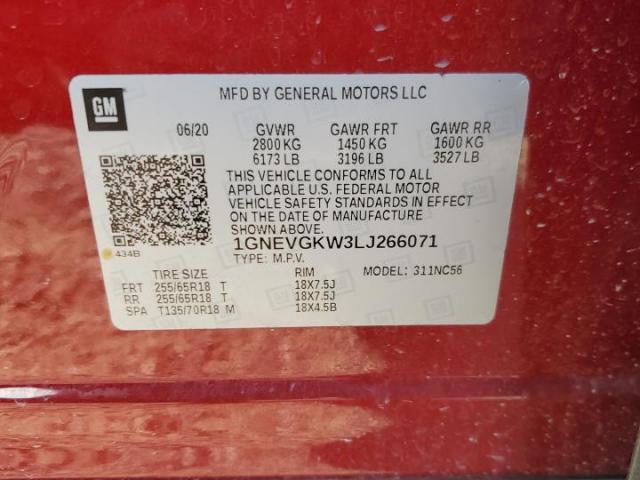 GM
MFD BY GENERAL MOTORS LLC
06/20 GVWR GAWR FRT GAWR RR
2800 KG 1450 KG 1600 KG
6173 LB 3196 LB 3527 LB
THIS VEHICLE CONFORMS TO ALL
APPLICABLE U.S. FEDERAL MOTOR
VEHICLE SAFETY STANDARDS IN
EFFECT ON THE DATE OF MANUFACTURE
SHOWN ABOVE.
434B
1GNEVGKW3LJ266071
TYPE: M.P.V.
TIRE SIZE RIM MODEL: 311NC56
FRT 255/65R18 T 18X7.5J
RR 255/65R18 T 18X7.5J
SPA T135/70R18 M 18X4.5B